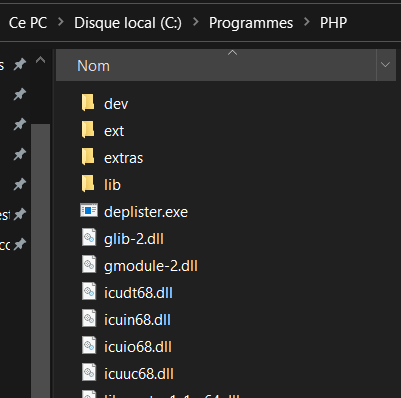 Ce PC > Disque local (C:) > Programmes > PHP
Nom
dev
ext
extras
lib
deplister.exe
glib-2.dll
gmodule-2.dll
icudt68.dll
icuin68.dll
icuio68.dll
icuuc68.dll